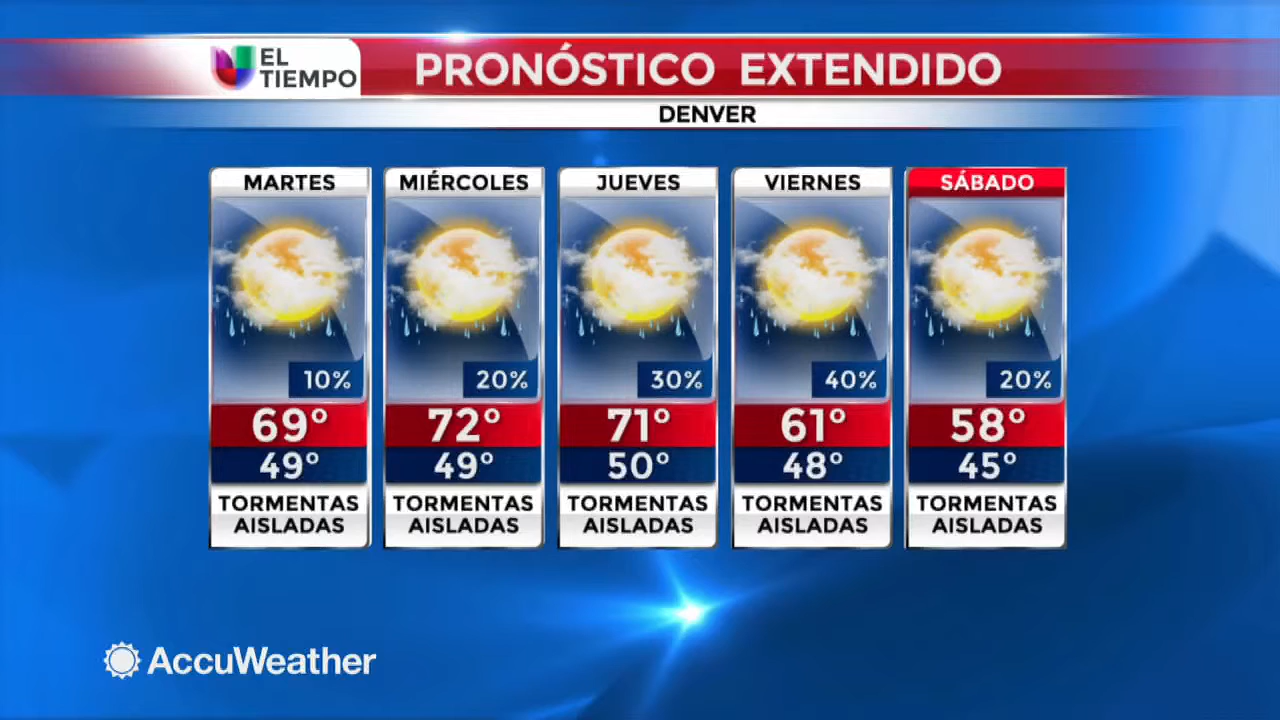 EL
TIEMPO
PRONÓSTICO EXTENDIDO
DENVER
MARTES
10%
69°
49°
TORMENTAS
AISLADAS
MIÉRCOLES
20%
72°
49°
TORMENTAS
AISLADAS
JUEVES
30%
71°
50°
TORMENTAS
AISLADAS
VIERNES
40%
61°
48°
TORMENTAS
AISLADAS
SÁBADO
20%
58°
45°
TORMENTAS
AISLADAS
AccuWeather